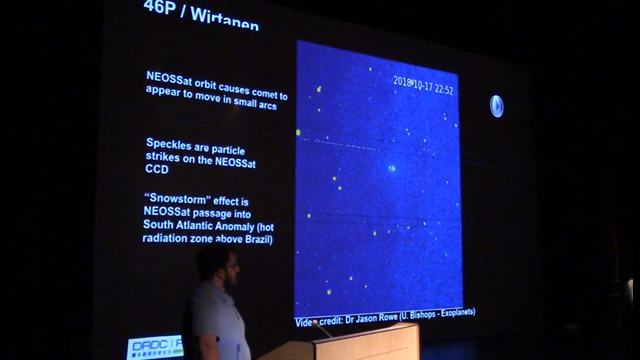 46P / Wirtanen
NEOSSat orbit causes comet to
appear to move in small arcs
2018-10-17 22:52
Speckles are particle
strikes on the NEOSSat
CCD
“Snowstorm” effect is
NEOSSat passage into
South Atlantic Anomaly (hot
radiation zone above Brazil)
Video credit: Dr Jason Rowe (U. Bishops - Exoplanets)
DRDC